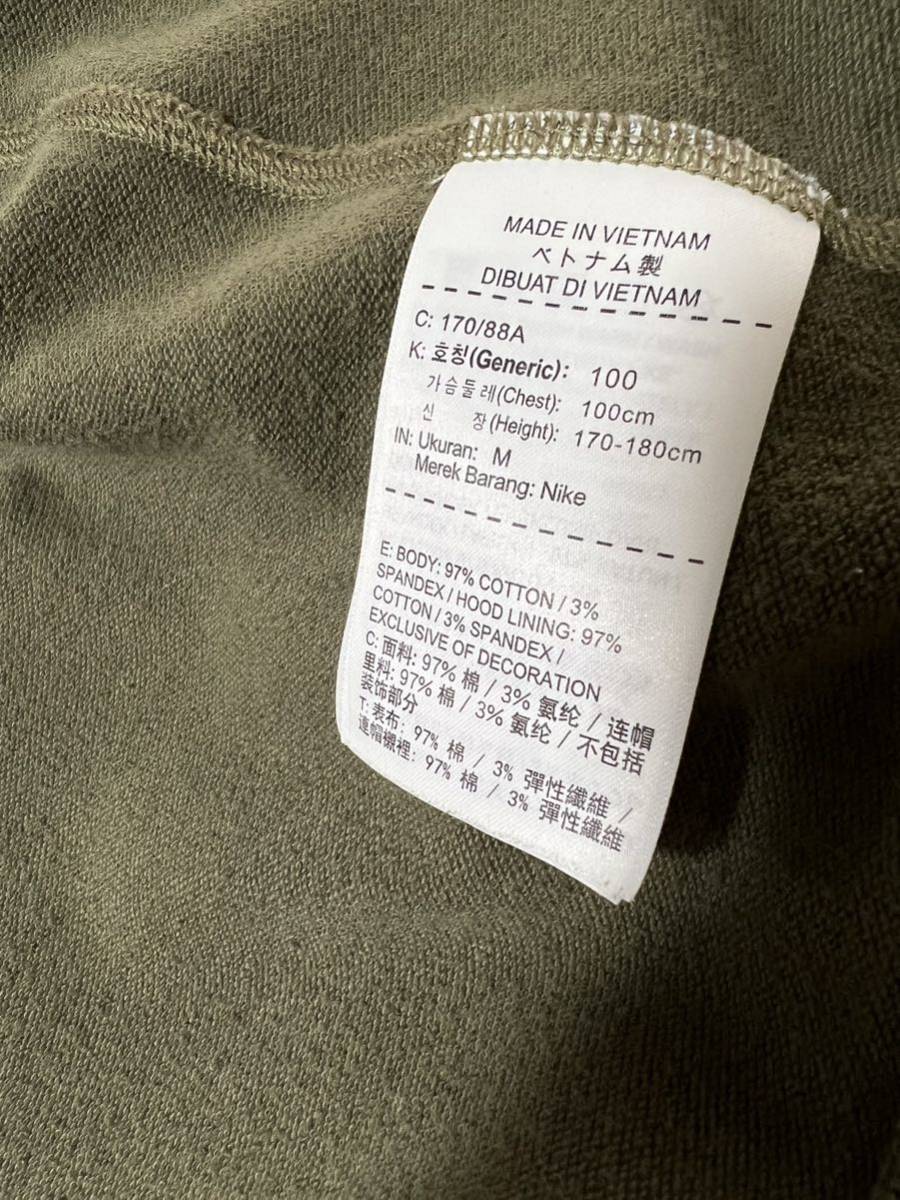 MADE IN VIETNAM
ベトナム製
DIBUAT DI VIETNAM
C: 170/88A
K: 호칭(Generic): 100
가슴둘레(Chest): 100cm
신 장(Height): 170-180cm
IN: Ukuran: M
Merek Barang: Nike
E: BODY: 97% COTTON / 3%
SPANDEX / HOOD LINING: 97%
COTTON / 3% SPANDEX /
EXCLUSIVE OF DECORATION
C: 面料: 97% 棉 / 3% 氨纶 / 连帽
里料: 97% 棉 / 3% 氨纶 / 不包括
装饰部分
T: 表布: 97% 棉 / 3% 彈性纖維 /
連帽襯裡: 97% 棉 / 3% 彈性纖維